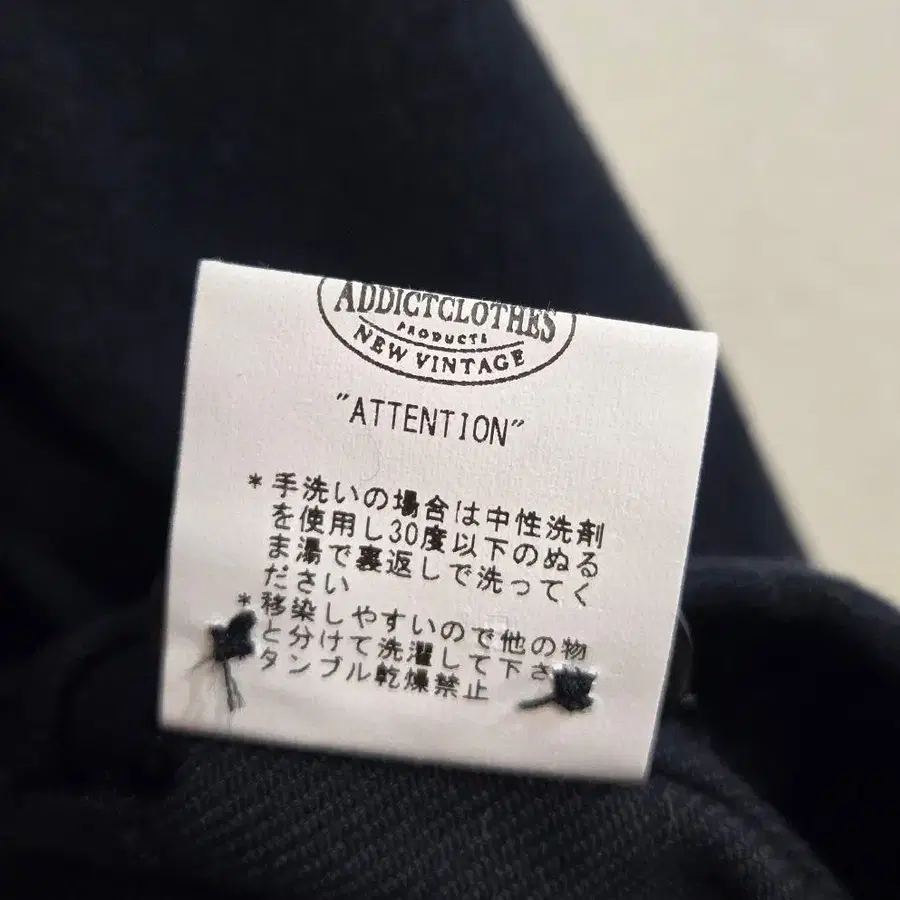 ADDICTCLOTHES
PRODUCTS
NEW VINTAGE
"ATTENTION"
*手洗いの場合は中性洗剤
を使用し30度以下のぬる
ま湯で裏返しで洗ってく
ださい
*移染しやすいので他の物
と分けて洗濯して下さ
タンブル乾燥禁止